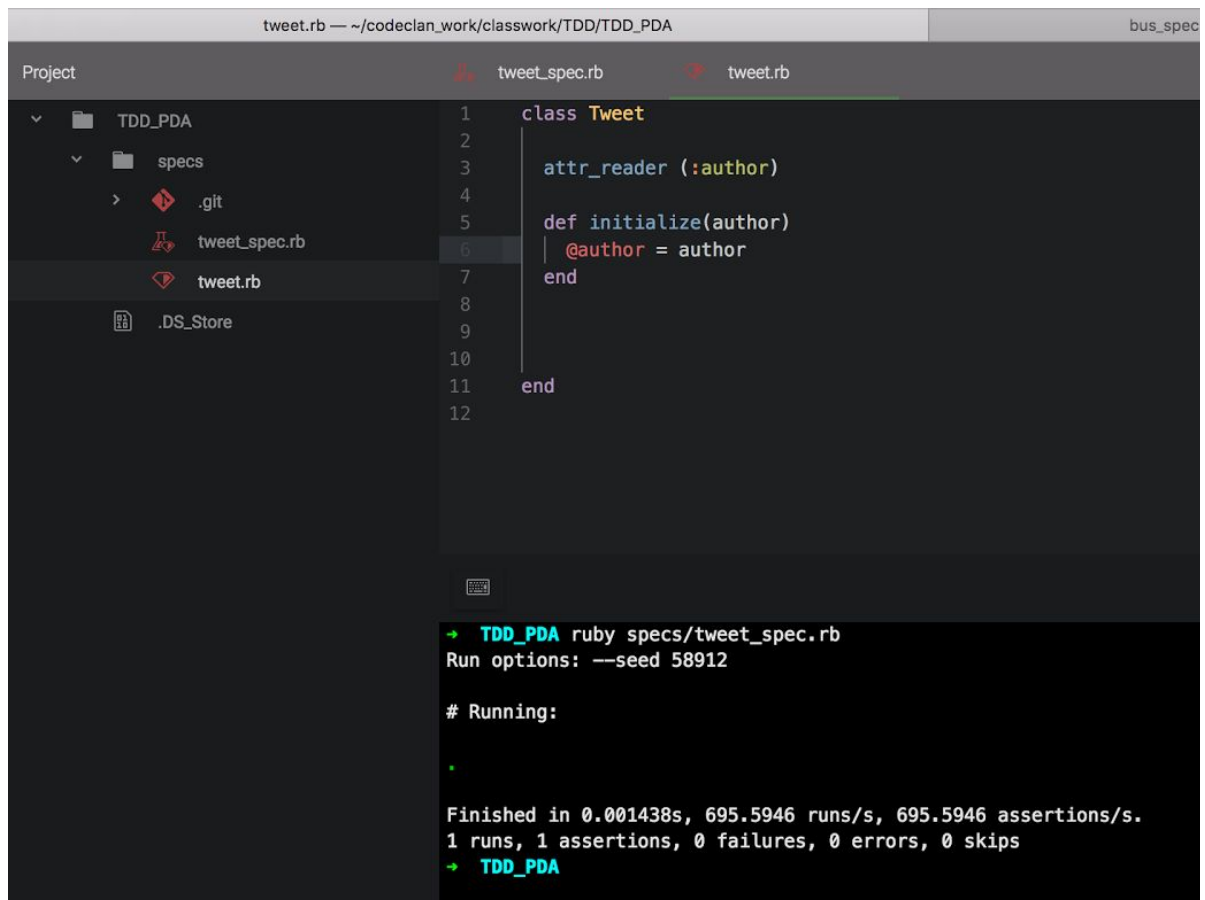 tweet.rb — ~/codeclan_work/classwork/TDD/TDD_PDA
bus_spec
Project
tweet_spec.rb
tweet.rb
TDD_PDA
specs
.git
tweet_spec.rb
tweet.rb
.DS_Store
1 class Tweet
2
3 attr_reader (:author)
4
5 def initialize(author)
6 @author = author
7 end
8
9
10
11 end
12
➜ TDD_PDA ruby specs/tweet_spec.rb
Run options: --seed 58912
# Running:
.
Finished in 0.001438s, 695.5946 runs/s, 695.5946 assertions/s.
1 runs, 1 assertions, 0 failures, 0 errors, 0 skips
➜ TDD_PDA